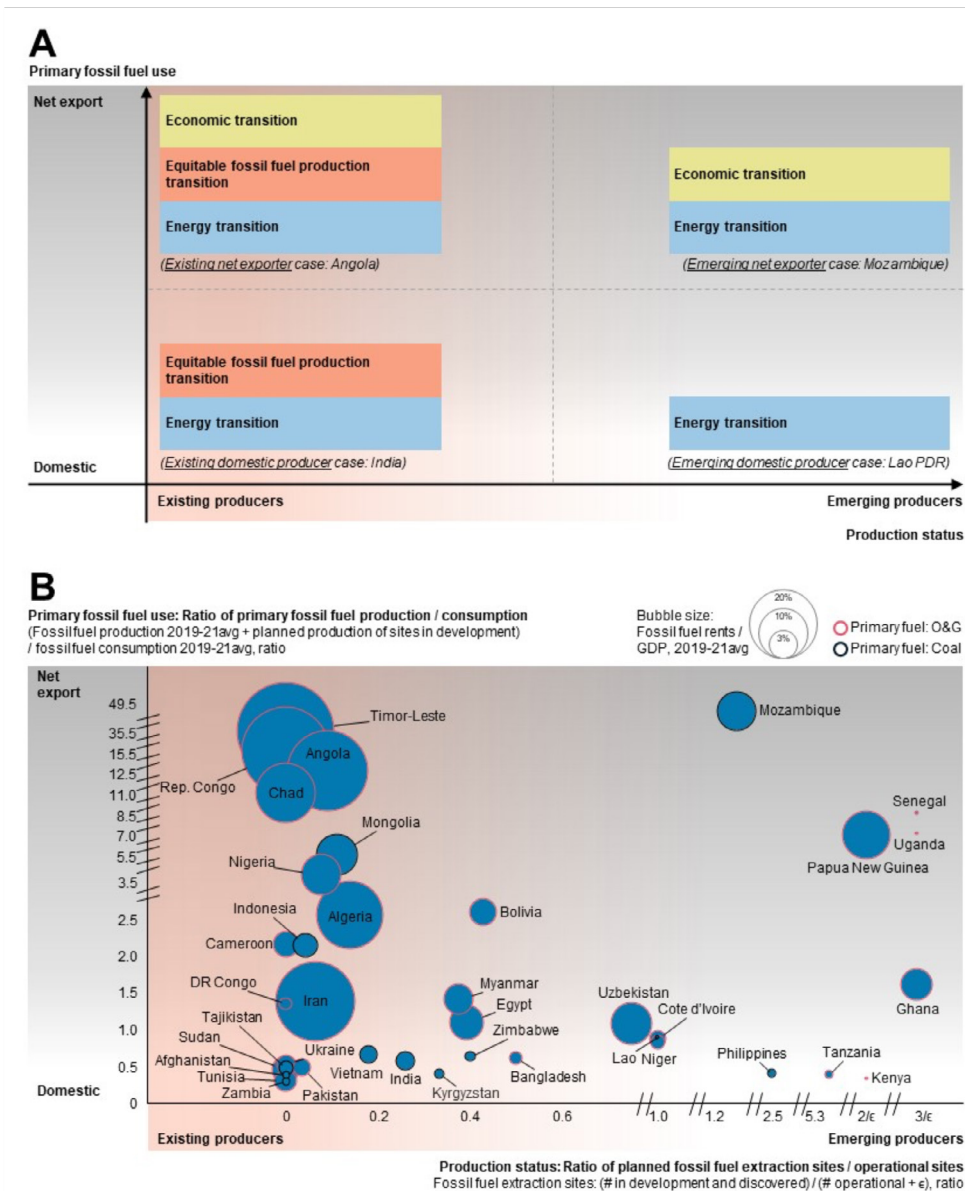 A
Primary fossil fuel use
Net export
Economic transition
Equitable fossil fuel production
transition
Energy transition
(Existing net exporter case: Angola)
Economic transition
Energy transition
(Emerging net exporter case: Mozambique)
Equitable fossil fuel production
transition
Energy transition
(Existing domestic producer case: India)
Energy transition
(Emerging domestic producer case: Lao PDR)
Domestic
Existing producers
Emerging producers
Production status
B
Primary fossil fuel use: Ratio of primary fossil fuel production / consumption
(Fossil fuel production 2019-21avg + planned production of sites in development)
/ fossil fuel consumption 2019-21avg, ratio
Bubble size:
Fossil fuel rents /
GDP, 2019-21avg
20%
10%
3%
Primary fuel: O&G
Primary fuel: Coal
Net
export
49.5
35.5
15.5
12.5
11.0
8.5
7.0
5.5
3.5
2.5
2.0
1.5
1.0
0.5
0
Domestic
Timor-Leste
Angola
Rep. Congo
Chad
Mongolia
Nigeria
Indonesia
Algeria
Cameroon
DR Congo
Iran
Tajikistan
Sudan
Afghanistan
Tunisia
Zambia
Ukraine
Pakistan
Vietnam
India
Myanmar
Egypt
Zimbabwe
Kyrgyzstan
Bangladesh
Bolivia
Mozambique
Senegal
Uganda
Papua New Guinea
Uzbekistan
Cote d'Ivoire
Lao
Niger
Ghana
Philippines
Tanzania
Kenya
0
0.2
0.4
0.6
1.0
1.2
2.5
5.3
2/ε
3/ε
Existing producers
Emerging producers
Production status: Ratio of planned fossil fuel extraction sites / operational sites
Fossil fuel extraction sites: (# in development and discovered) / (# operational + ε), ratio